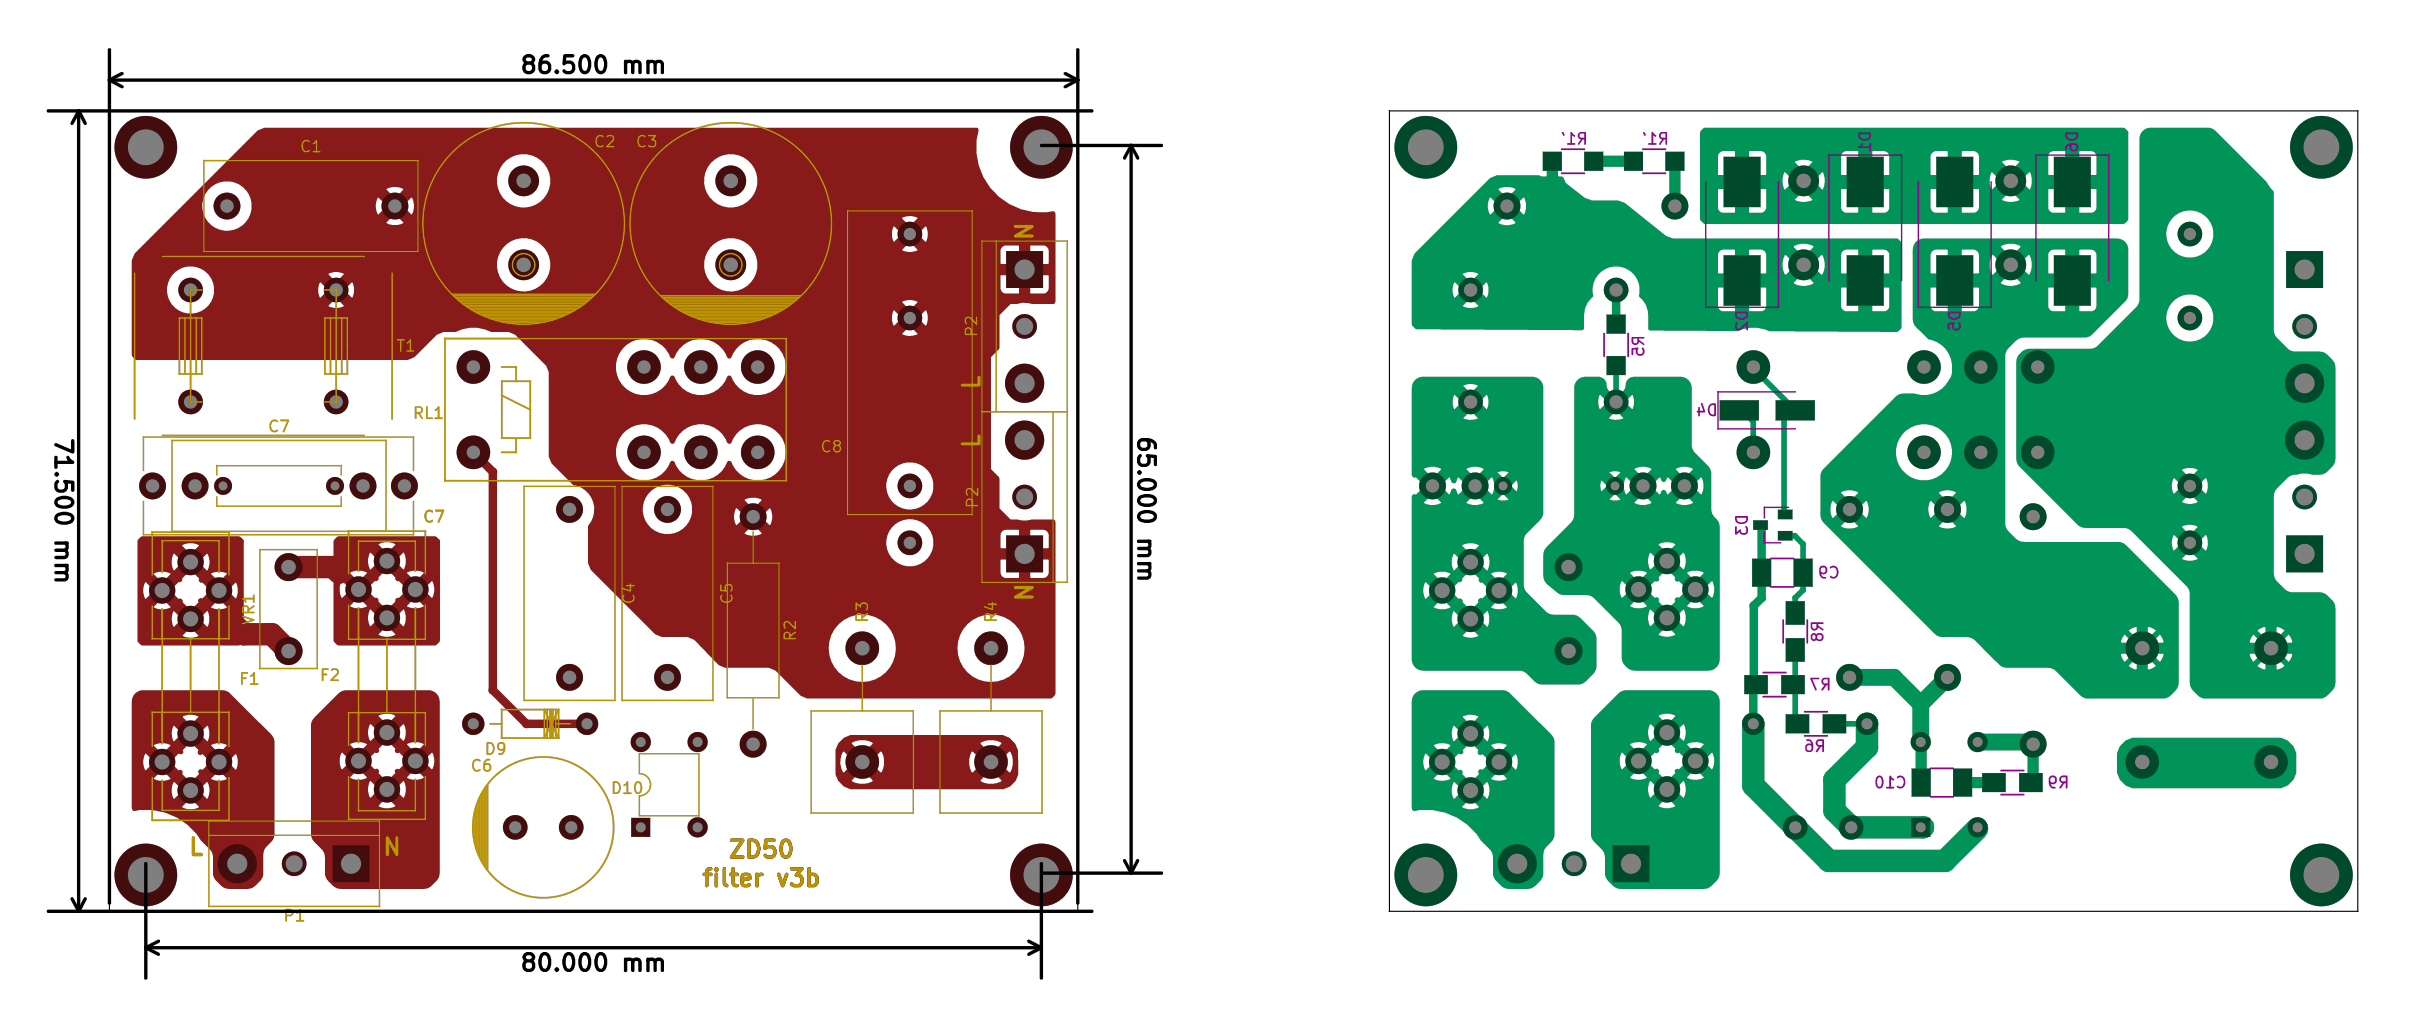 86.500 mm
C1
C2
C3
N
T1
P2
L
RL1
C7
C8
L
71.500 mm
65.000 mm
P2
C7
VR1
C4
C5
N
R3
R4
R2
F1
F2
D9
C6
D10
L
N
ZD50
filter v3b
P1
80.000 mm
R1'
R1'
D1
D6
D2
D5
R5
D4
D3
C9
R8
R7
R6
C10
R9